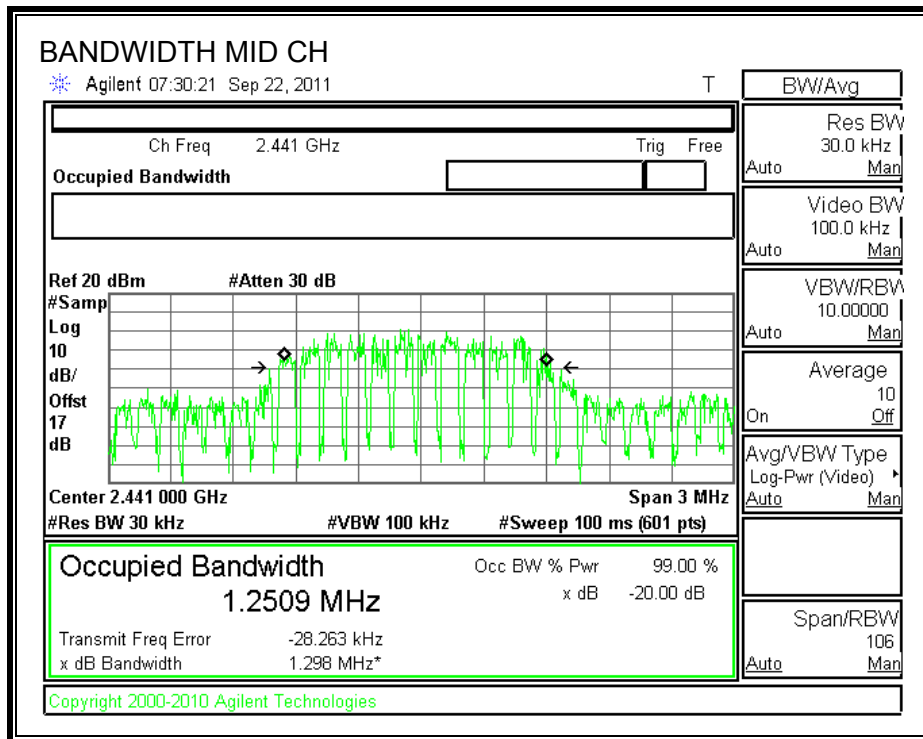 BANDWIDTH MID CH
Agilent 07:30:21 Sep 22, 2011 T
Ch Freq 2.441 GHz Trig Free
Occupied Bandwidth
Ref 20 dBm #Atten 30 dB
#Samp
Log
10
dB/
Offst
17
dB
Center 2.441 000 GHz Span 3 MHz
#Res BW 30 kHz #VBW 100 kHz #Sweep 100 ms (601 pts)
Occupied Bandwidth Occ BW % Pwr 99.00 %
1.2509 MHz x dB -20.00 dB
Transmit Freq Error -28.263 kHz
x dB Bandwidth 1.298 MHz*
Copyright 2000-2010 Agilent Technologies
BW/Avg
Res BW
30.0 kHz
Auto Man
Video BW
100.0 kHz
Auto Man
VBW/RBW
10.00000
Auto Man
Average
10
On Off
Avg/VBW Type
Log-Pwr (Video)
Auto Man
Span/RBW
106
Auto Man